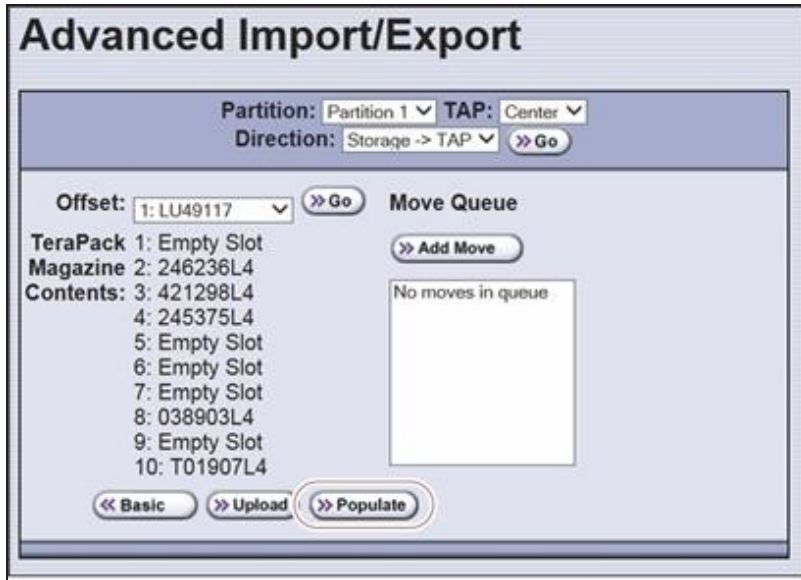 Advanced Import/Export
Partition: Partition 1 TAP: Center
Direction: Storage -> TAP Go
Offset: 1: LU49117 Go Move Queue
TeraPack 1: Empty Slot
Magazine 2: 246236L4
Contents: 3: 421298L4
4: 245375L4
5: Empty Slot
6: Empty Slot
7: Empty Slot
8: 038903L4
9: Empty Slot
10: T01907L4
Add Move
No moves in queue
Basic Upload Populate